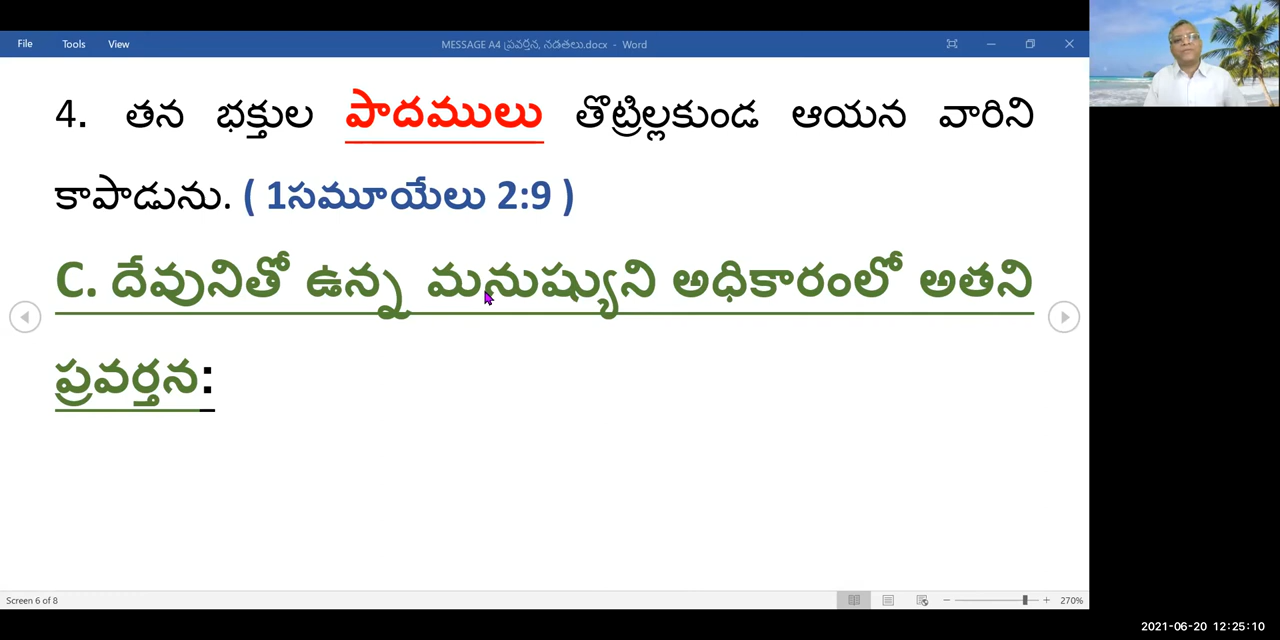 File Tools View MESSAGE A4 ప్రవర్తన, నడతలు.docx - Word
4. తన భక్తుల పాదములు తొట్రిల్లకుండ ఆయన వారిని
కాపాడును. ( 1సమూయేలు 2:9 )
C. దేవునితో ఉన్న మనుష్యుని అధికారంలో అతని
ప్రవర్తన:
Screen 6 of 8 270%
2021-06-20 12:25:10